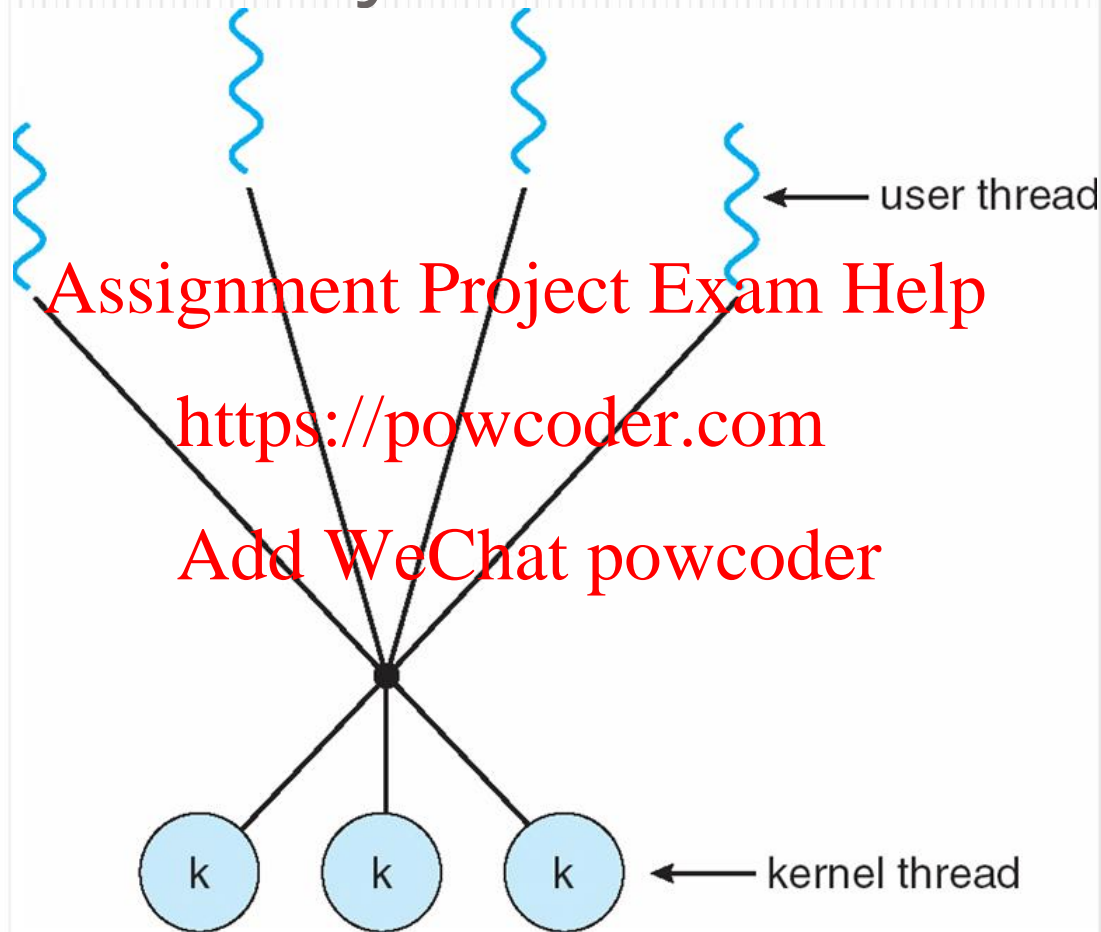 user thread
Assignment Project Exam Help
https://powcoder.com
Add WeChat powcoder
k k k
kernel thread